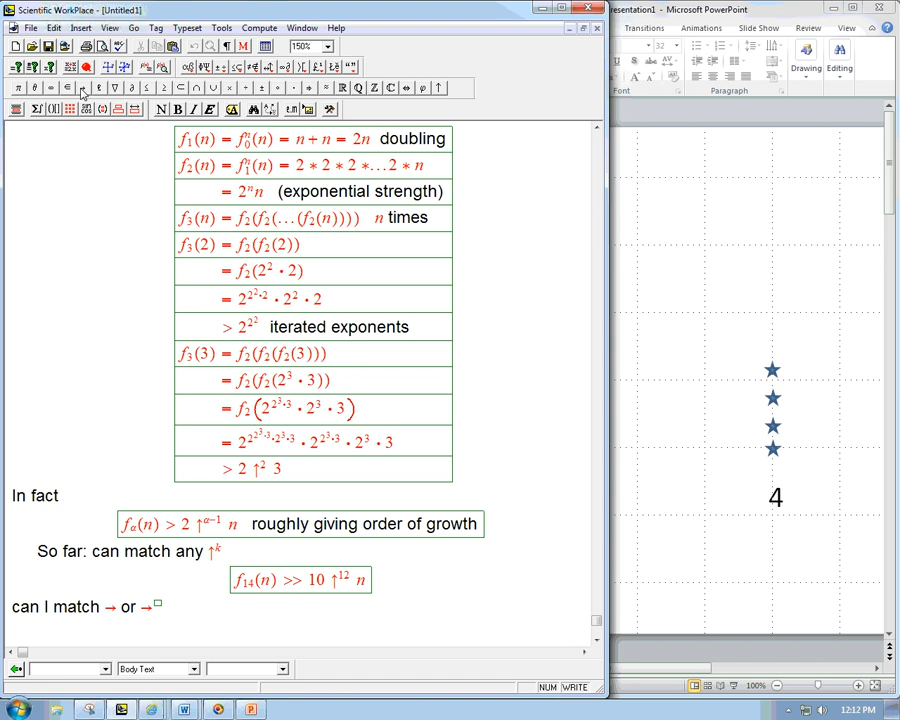 Scientific WorkPlace - [Untitled1]
File Edit Insert View Go Tag Typeset Tools Compute Window Help
150%
π θ ∞ ∈ → ℓ ∇ ∂ ≤ ≥ ⊂ ∩ ∪ × ÷ ± ∘ · ⇒ ≈ ℝ ℚ ℤ ℂ ⇔ φ ↑
N B I E
f₁(n) = f₀ⁿ(n) = n + n = 2n doubling
f₂(n) = f₁ⁿ(n) = 2 * 2 * 2 * ...2 * n
= 2ⁿn (exponential strength)
f₃(n) = f₂(f₂(...(f₂(n)))) n times
f₃(2) = f₂(f₂(2))
= f₂(2² · 2)
= 2^(2²·2) · 2² · 2
> 2^(2²) iterated exponents
f₃(3) = f₂(f₂(f₂(3)))
= f₂(f₂(2³ · 3))
= f₂(2^(2³·3) · 2³ · 3)
= 2^(2^(2³·3)·2³·3) · 2^(2³·3) · 2³ · 3
> 2 ↑² 3
In fact
f_α(n) > 2 ↑^(α−1) n roughly giving order of growth
So far: can match any ↑ᵏ
f₁₄(n) >> 10 ↑¹² n
can I match → or →
Body Text
NUM WRITE
resentation1 - Microsoft PowerPoint
Transitions Animations Slide Show Review View
32
Drawing Editing
Font Paragraph
4
100%
12:12 PM